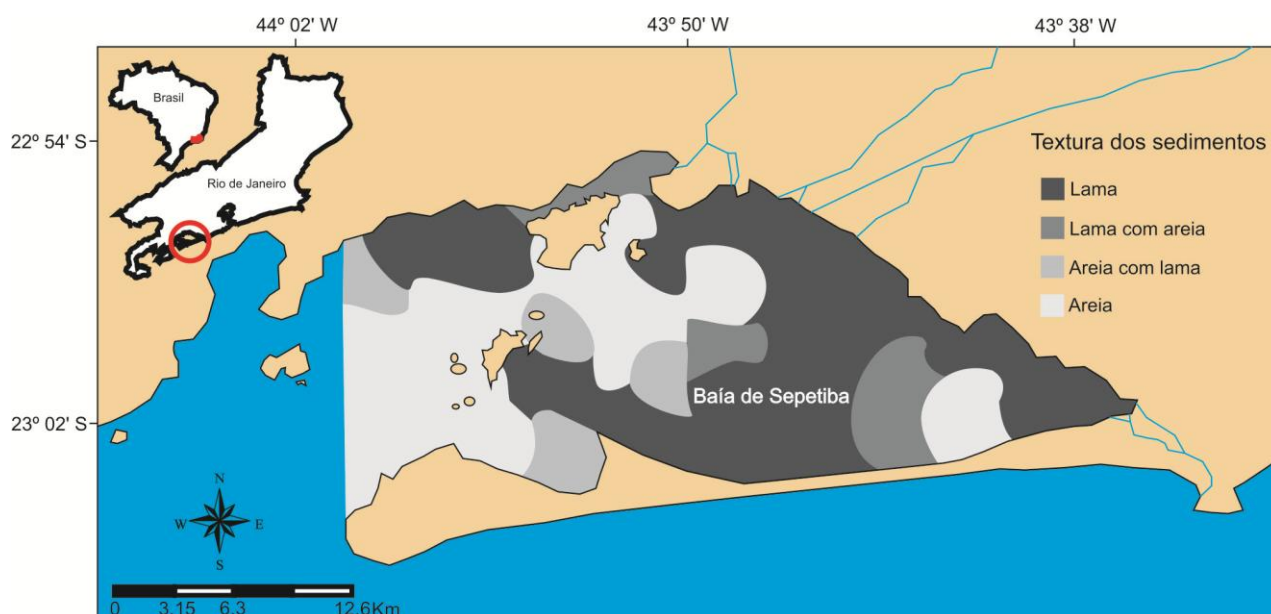 44º 02' W
43º 50' W
43º 38' W
22º 54' S
23º 02' S
Brasil
Rio de Janeiro
Textura dos sedimentos
Lama
Lama com areia
Areia com lama
Areia
Baía de Sepetiba
N
W
E
S
0 3.15 6.3 12.6Km